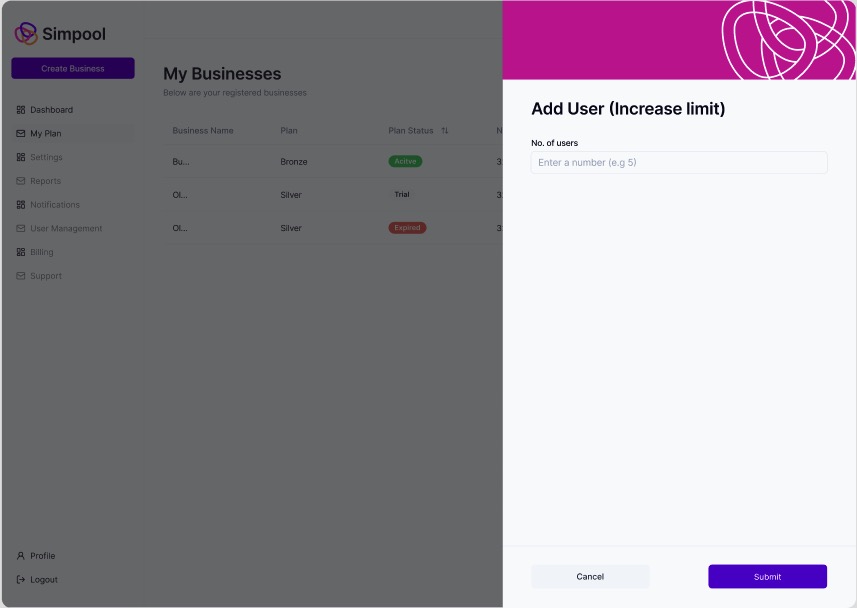 Simpool
Create Business
Dashboard
My Plan
Settings
Reports
Notifications
User Management
Billing
Support
Profile
Logout
My Businesses
Below are your registered businesses
Business Name Plan Plan Status N
Bu... Bronze Acitve 3
Ol... Silver Trial 3
Ol... Silver Expired 3
Add User (Increase limit)
No. of users
Enter a number (e.g 5)
Cancel Submit